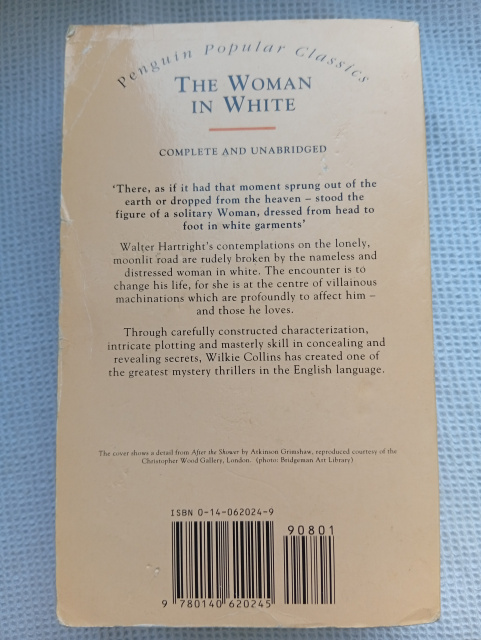 Penguin Popular Classics
THE WOMAN
IN WHITE
COMPLETE AND UNABRIDGED
‘There, as if it had that moment sprung out of the
earth or dropped from the heaven – stood the
figure of a solitary Woman, dressed from head to
foot in white garments’
Walter Hartright's contemplations on the lonely,
moonlit road are rudely broken by the nameless and
distressed woman in white. The encounter is to
change his life, for she is at the centre of villainous
machinations which are profoundly to affect him –
and those he loves.
Through carefully constructed characterization,
intricate plotting and masterly skill in concealing and
revealing secrets, Wilkie Collins has created one of
the greatest mystery thrillers in the English language.
The cover shows a detail from After the Shower by Atkinson Grimshaw, reproduced courtesy of the
Christopher Wood Gallery, London. (photo: Bridgeman Art Library)
ISBN 0-14-062024-9
90801
9 780140 620245